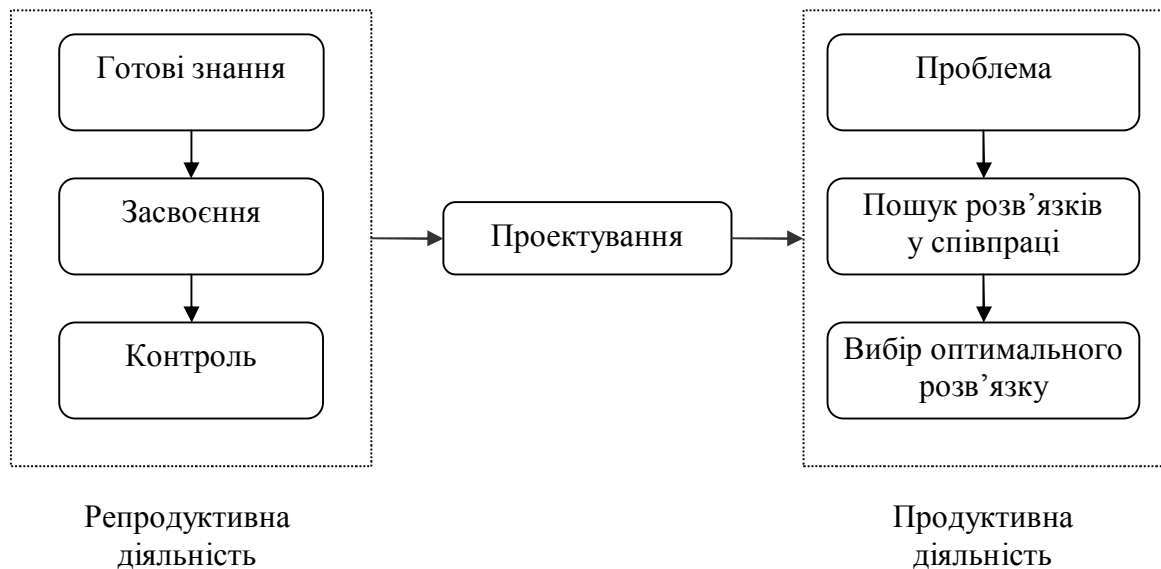 Готові знання
Засвоєння
Контроль
Проектування
Проблема
Пошук розв’язків
у співпраці
Вибір оптимального
розв’язку
Репродуктивна
діяльність
Продуктивна
діяльність